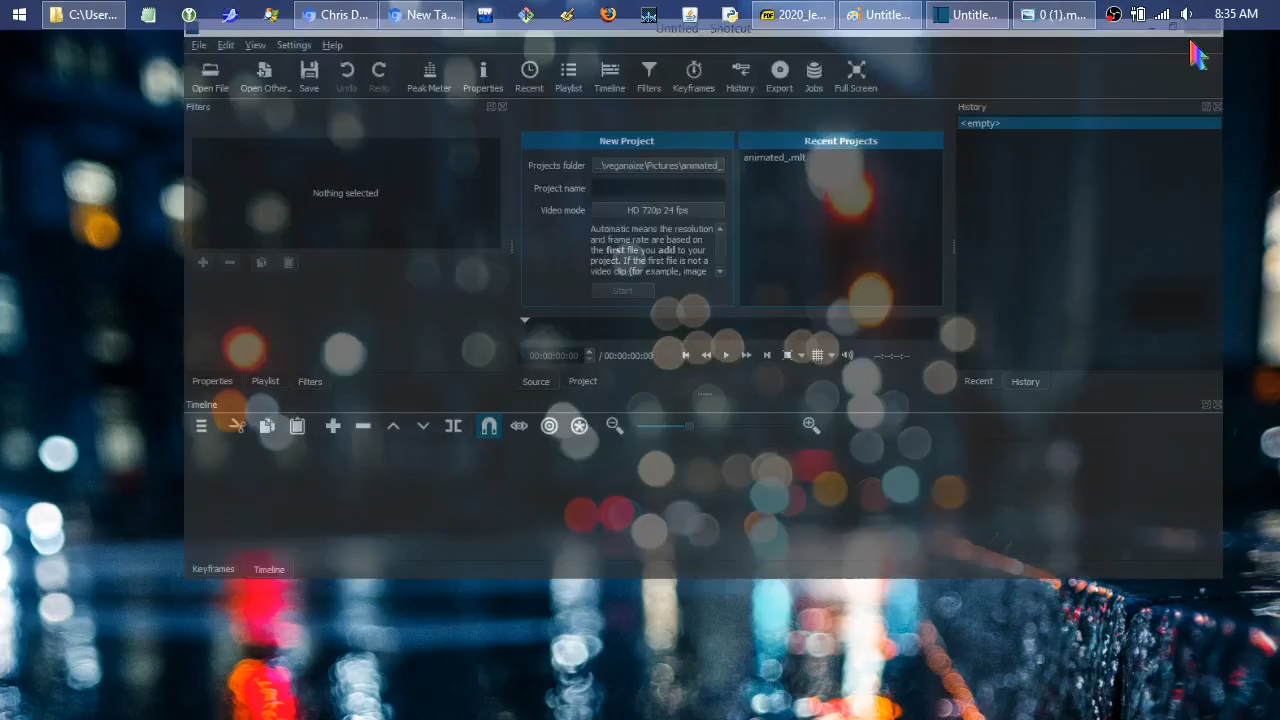 C:\User...
Chris D...
New Ta...
2020_le...
Untitle...
Untitle...
0 (1).m...
8:35 AM
Untitled - Shotcut
File Edit View Settings Help
Open File Open Other.. Save Undo Redo Peak Meter Properties Recent Playlist Timeline Filters Keyframes History Export Jobs Full Screen
Filters
Nothing selected
New Project
Projects folder ...\veganaize\Pictures\animated_
Project name
Video mode HD 720p 24 fps
Automatic means the resolution
and frame rate are based on
the first file you add to your
project. If the first file is not a
video clip (for example, image
Start
Recent Projects
animated_.mlt
History
<empty>
00:00:00:00 / 00:00:00:00
--:--:--:--
Properties Playlist Filters
Source Project
Recent History
Timeline
Keyframes Timeline